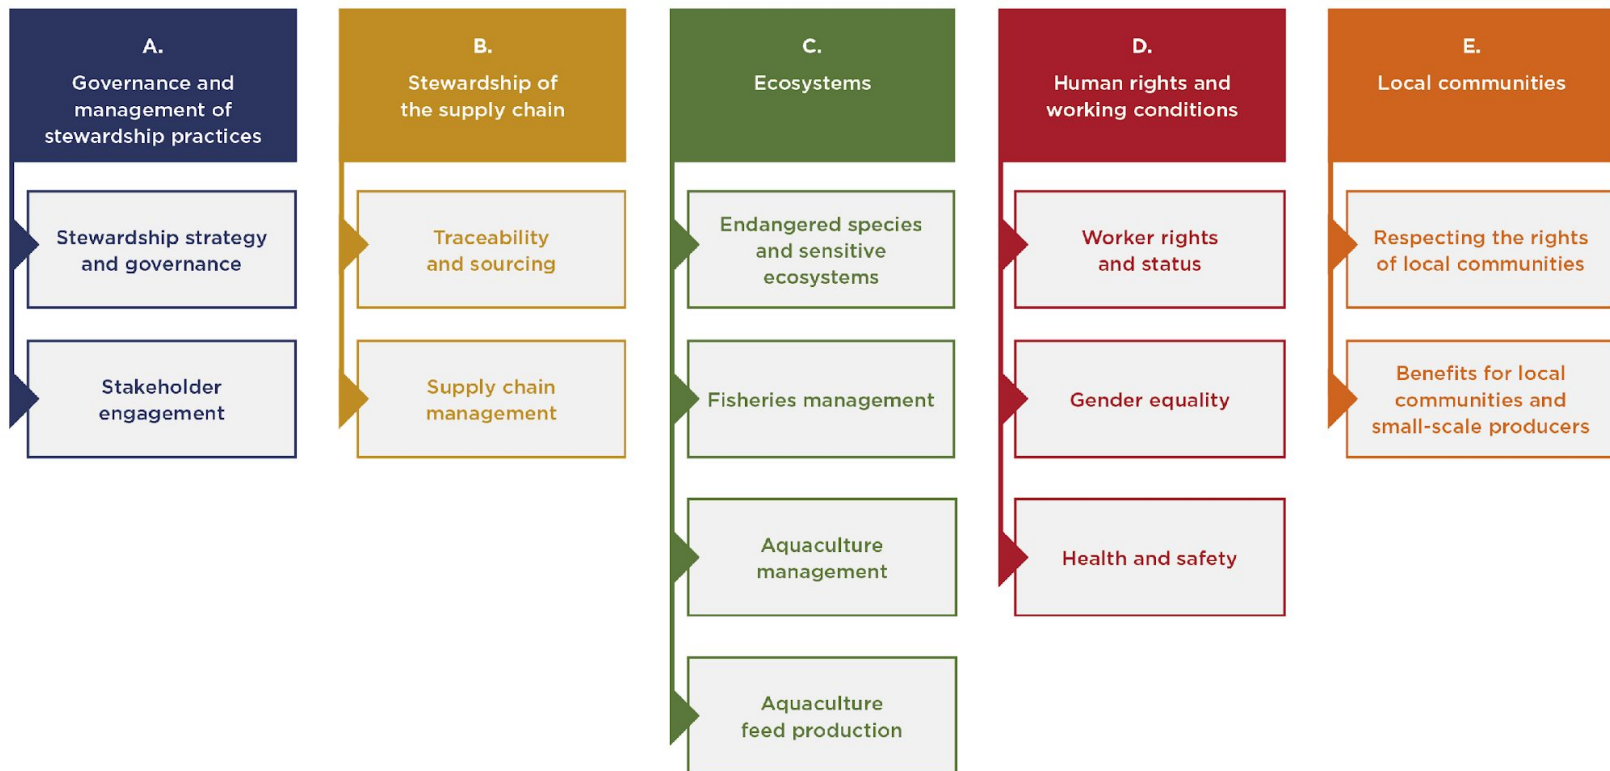 A.
Governance and
management of
stewardship practices
Stewardship strategy
and governance
Stakeholder
engagement
B.
Stewardship of
the supply chain
Traceability
and sourcing
Supply chain
management
C.
Ecosystems
Endangered species
and sensitive
ecosystems
Fisheries management
Aquaculture
management
Aquaculture
feed production
D.
Human rights and
working conditions
Worker rights
and status
Gender equality
Health and safety
E.
Local communities
Respecting the rights
of local communities
Benefits for local
communities and
small-scale producers